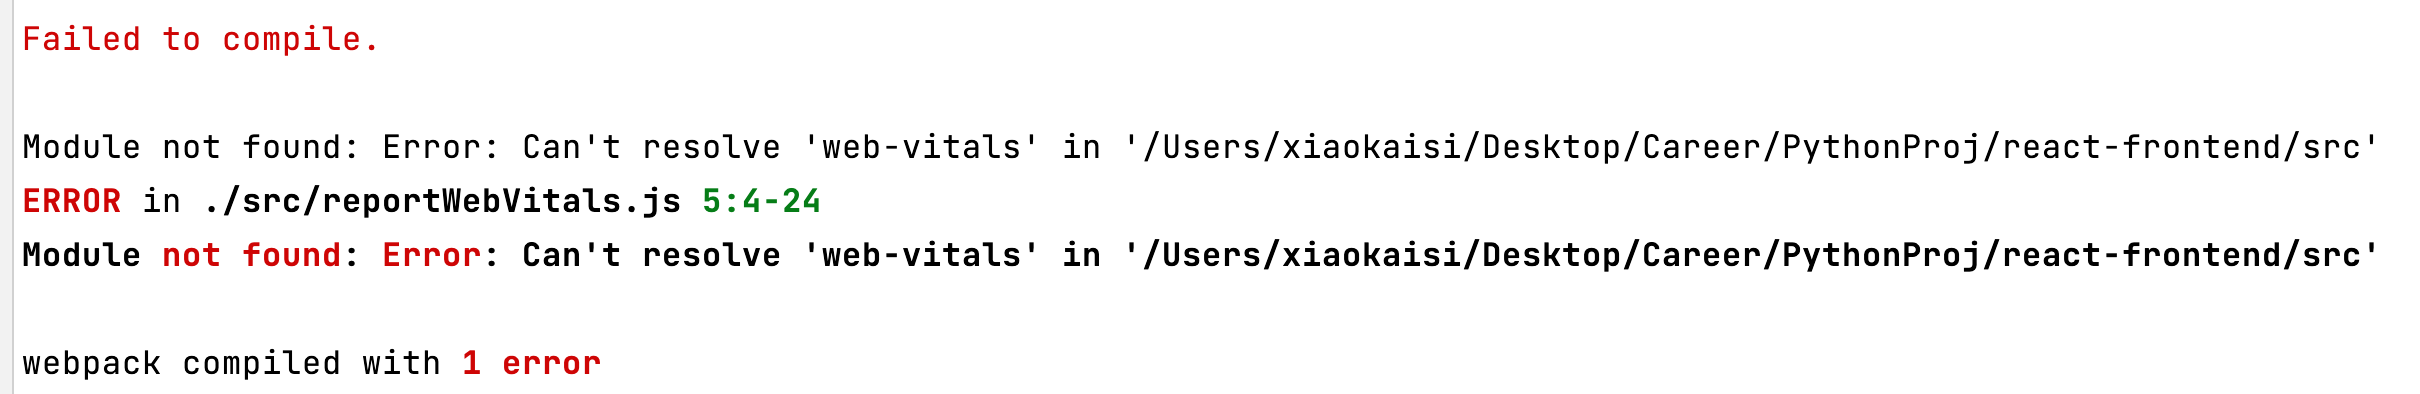 Failed to compile.
Module not found: Error: Can't resolve 'web-vitals' in '/Users/xiaokaisi/Desktop/Career/PythonProj/react-frontend/src'
ERROR in ./src/reportWebVitals.js 5:4-24
Module not found: Error: Can't resolve 'web-vitals' in '/Users/xiaokaisi/Desktop/Career/PythonProj/react-frontend/src'
webpack compiled with 1 error